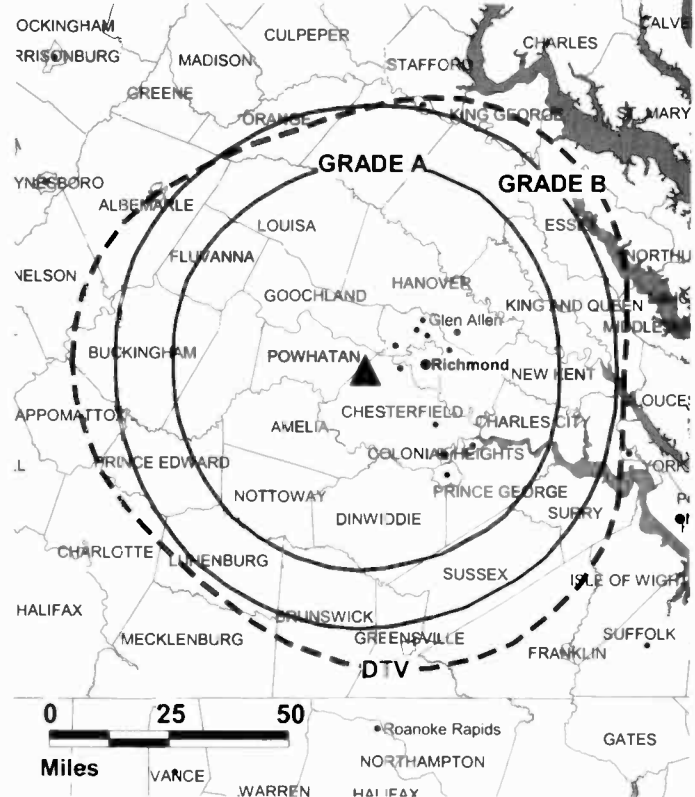 OCKINGHAM
CULPEPER
CALVE
RRISONBURG
MADISON
CHARLES
STAFFORD
GREENE
ORANGE
KING GEORGE
ST. MARY
GRADE A
GRADE B
YNESBORO
ALBEMARLE
LOUISA
ESSEX
FLUVANNA
NORTHU
NELSON
HANOVER
GOOCHLAND
KING AND QUEEN
Glen Allen
MIDDLE
BUCKINGHAM
POWHATAN
Richmond
NEW KENT
LOUCES
APPOMATTOX
CHESTERFIELD
CHARLES CITY
AMELIA
COLONIAL HEIGHTS
PRINCE EDWARD
YORK
NOTTOWAY
PRINCE GEORGE
DINWIDDIE
SURRY
CHARLOTTE
LUNENBURG
SUSSEX
ISLE OF WIGHT
HALIFAX
BRUNSWICK
MECKLENBURG
GREENSVILLE
SUFFOLK
FRANKLIN
DTV
0 25 50
Miles
Roanoke Rapids
GATES
NORTHAMPTON
VANCE
WARREN
HALIFAX